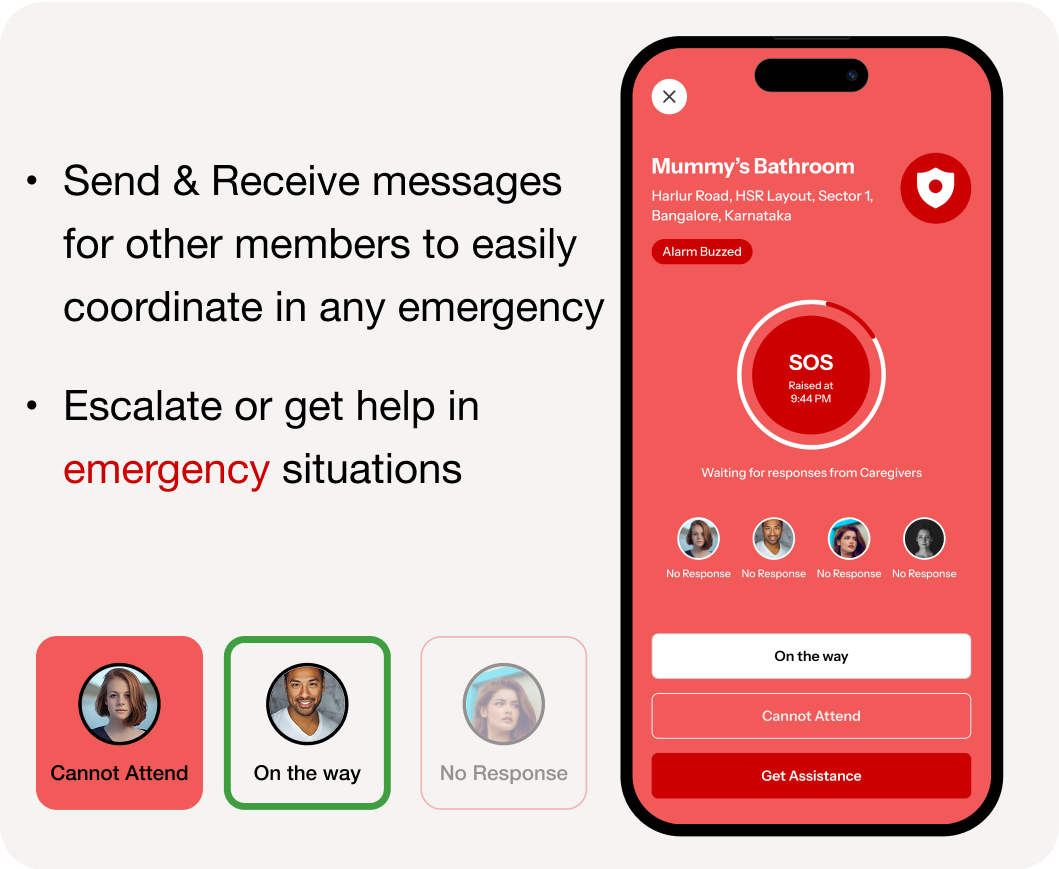 • Send & Receive messages
for other members to easily
coordinate in any emergency
• Escalate or get help in
emergency situations
Cannot Attend
On the way
No Response
Mummy's Bathroom
Harlur Road, HSR Layout, Sector 1,
Bangalore, Karnataka
Alarm Buzzed
SOS
Raised at
9:44 PM
Waiting for responses from Caregivers
No Response
No Response
No Response
No Response
On the way
Cannot Attend
Get Assistance